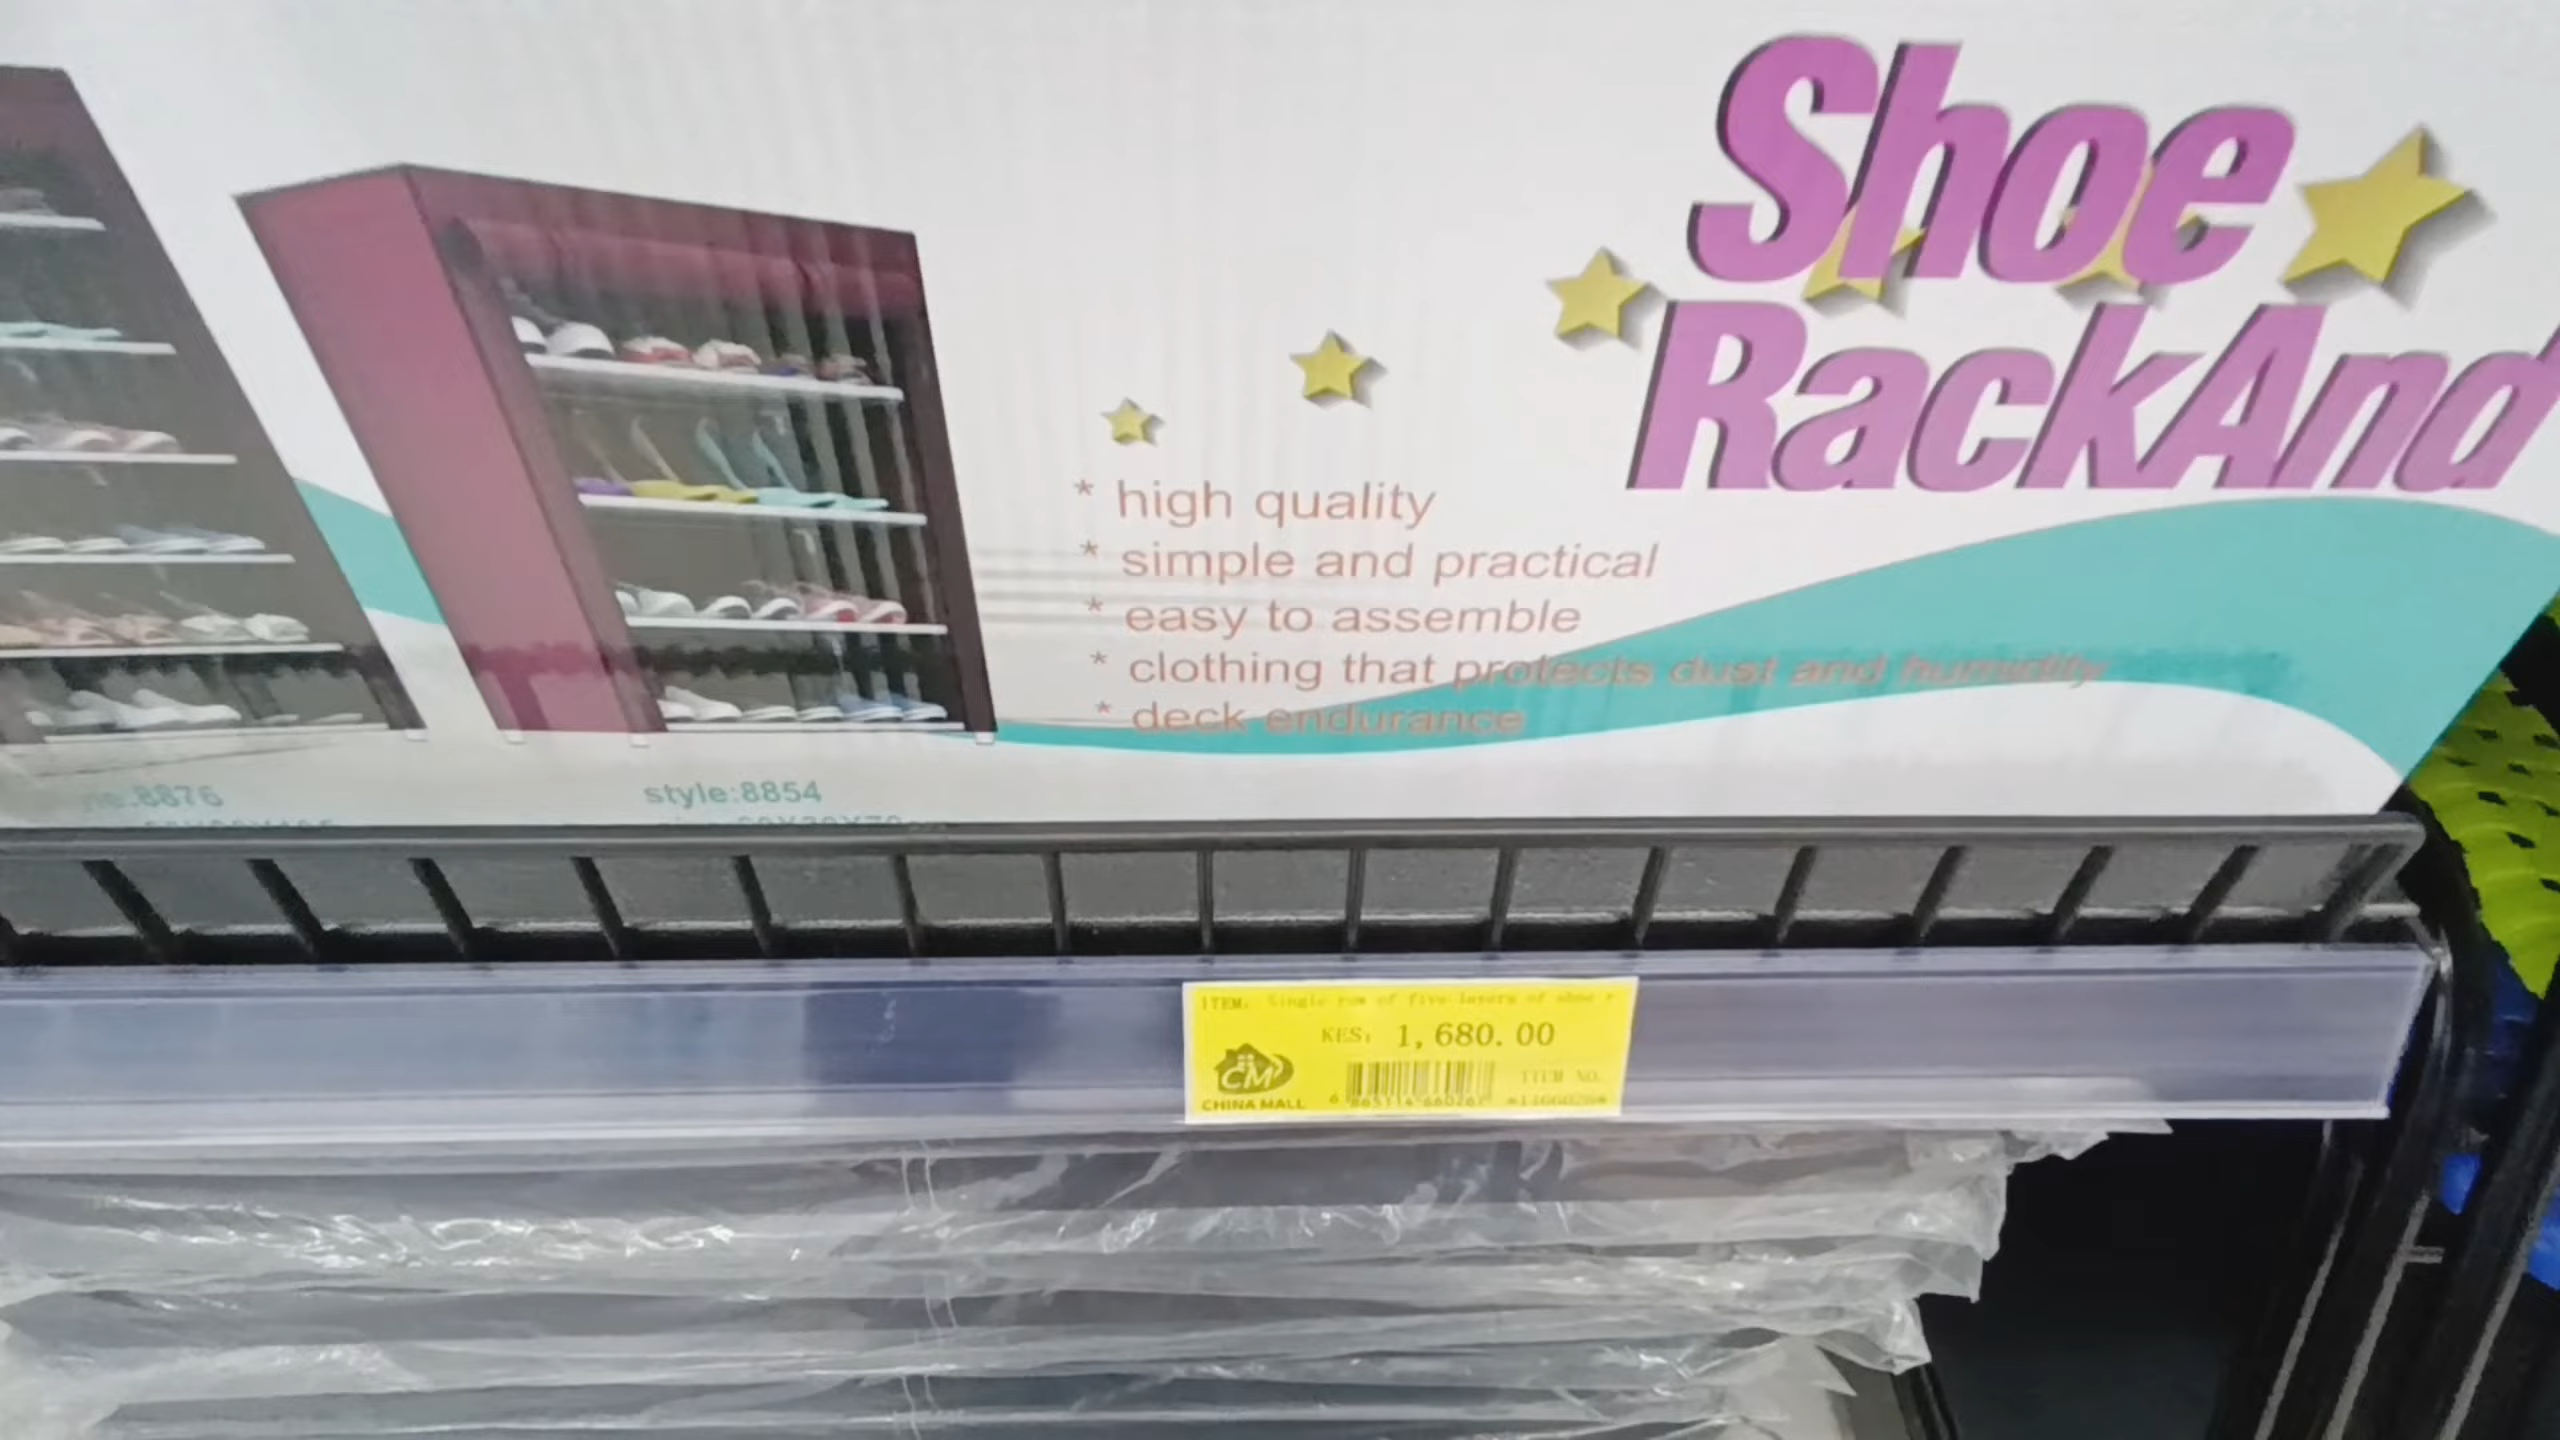 Shoe
RackAnd
* high quality
* simple and practical
* easy to assemble
* clothing that protects dust and humidity
* deck endurance
8876
style:8854
ITEM: Single row of five layers of shoe r
KES: 1,680.00
CM
CHINA MALL
ITEM NO.